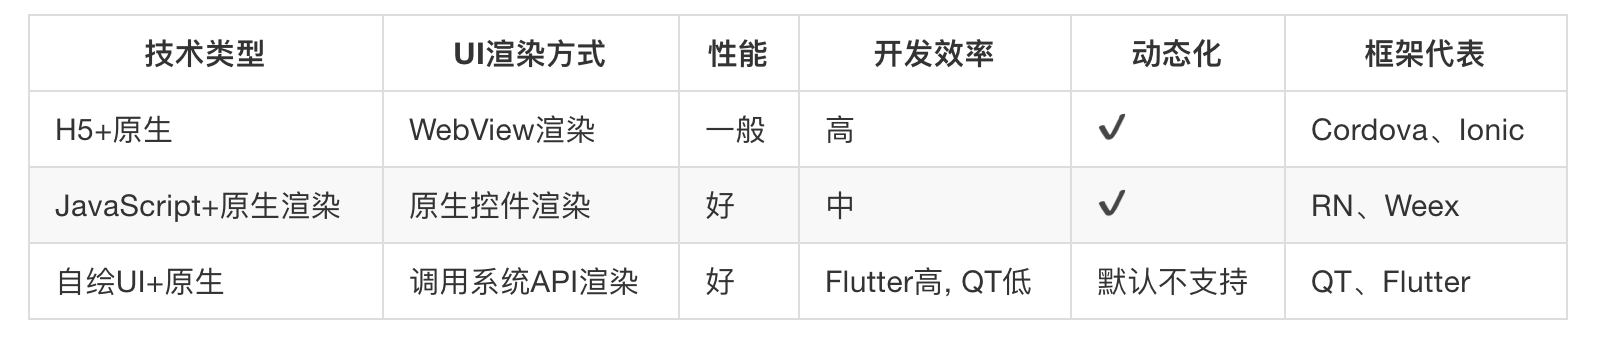 技术类型 UI渲染方式 性能 开发效率 动态化 框架代表
H5+原生 WebView渲染 一般 高 ✔ Cordova、Ionic
JavaScript+原生渲染 原生控件渲染 好 中 ✔ RN、Weex
自绘UI+原生 调用系统API渲染 好 Flutter高, QT低 默认不支持 QT、Flutter